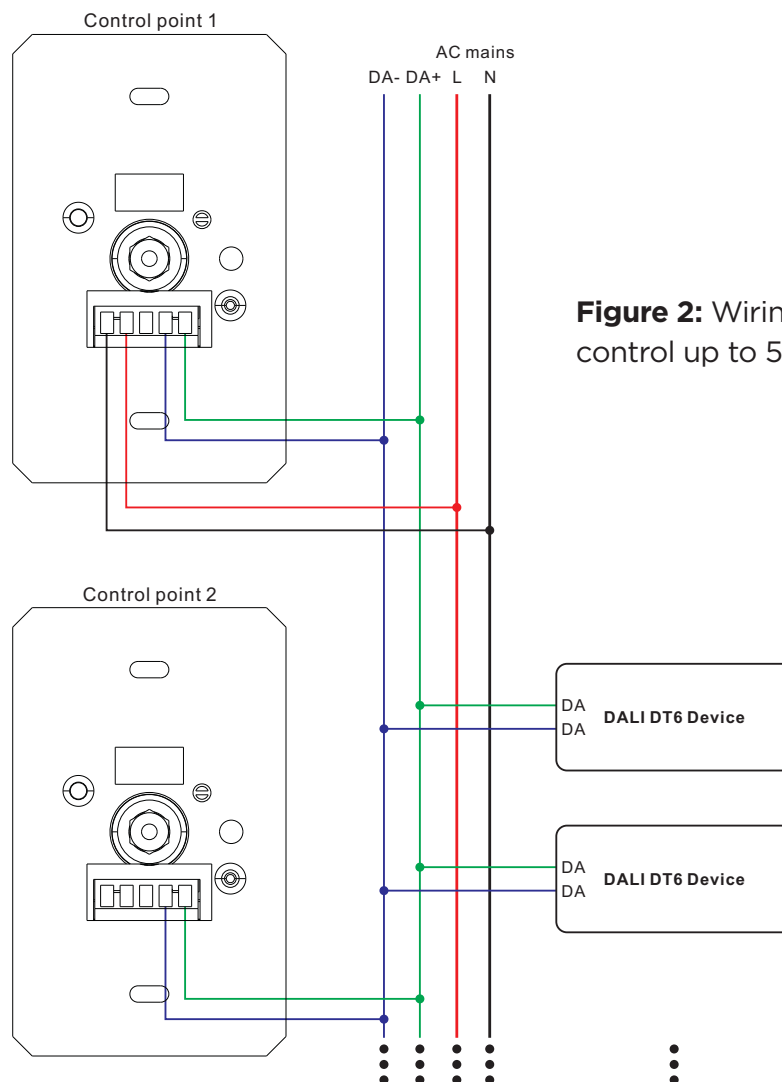 Control point 1
AC mains
DA- DA+ L N
Figure 2:
control up to 5
Control point 2
DA
DA
DALI DT6 Device
DA
DA
DALI DT6 Device